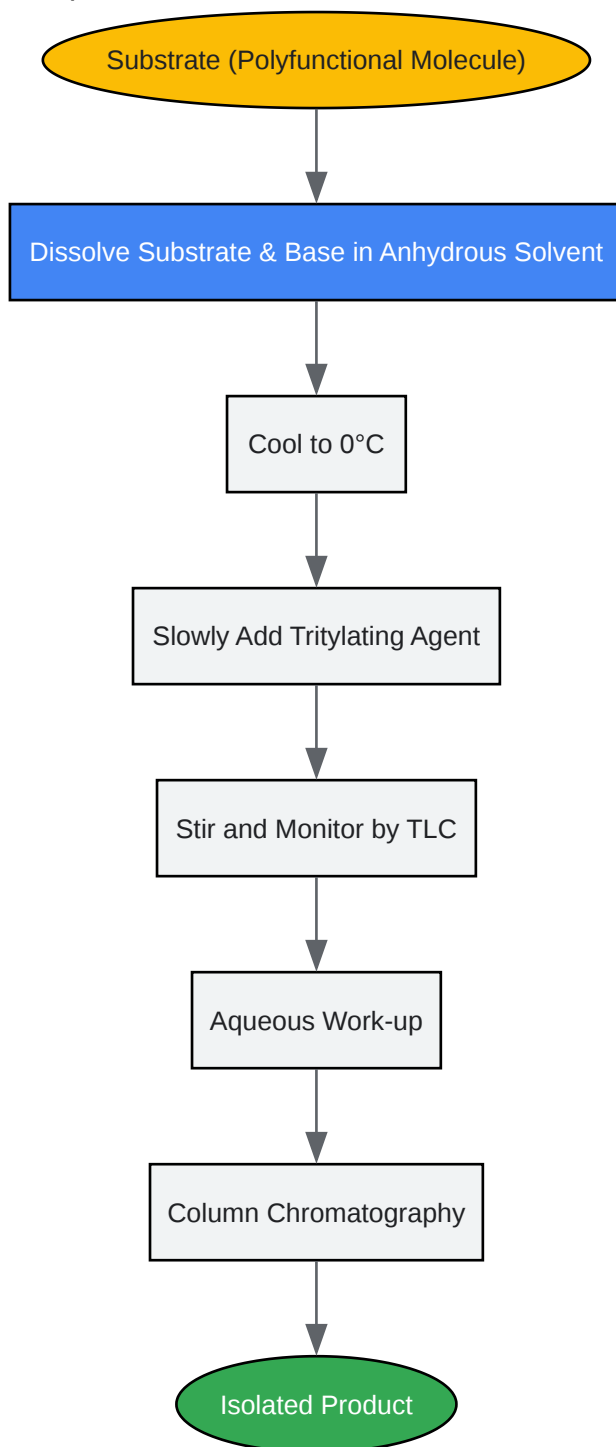 Substrate (Polyfunctional Molecule)
Dissolve Substrate & Base in Anhydrous Solvent
Cool to 0°C
Slowly Add Tritylating Agent
Stir and Monitor by TLC
Aqueous Work-up
Column Chromatography
Isolated Product